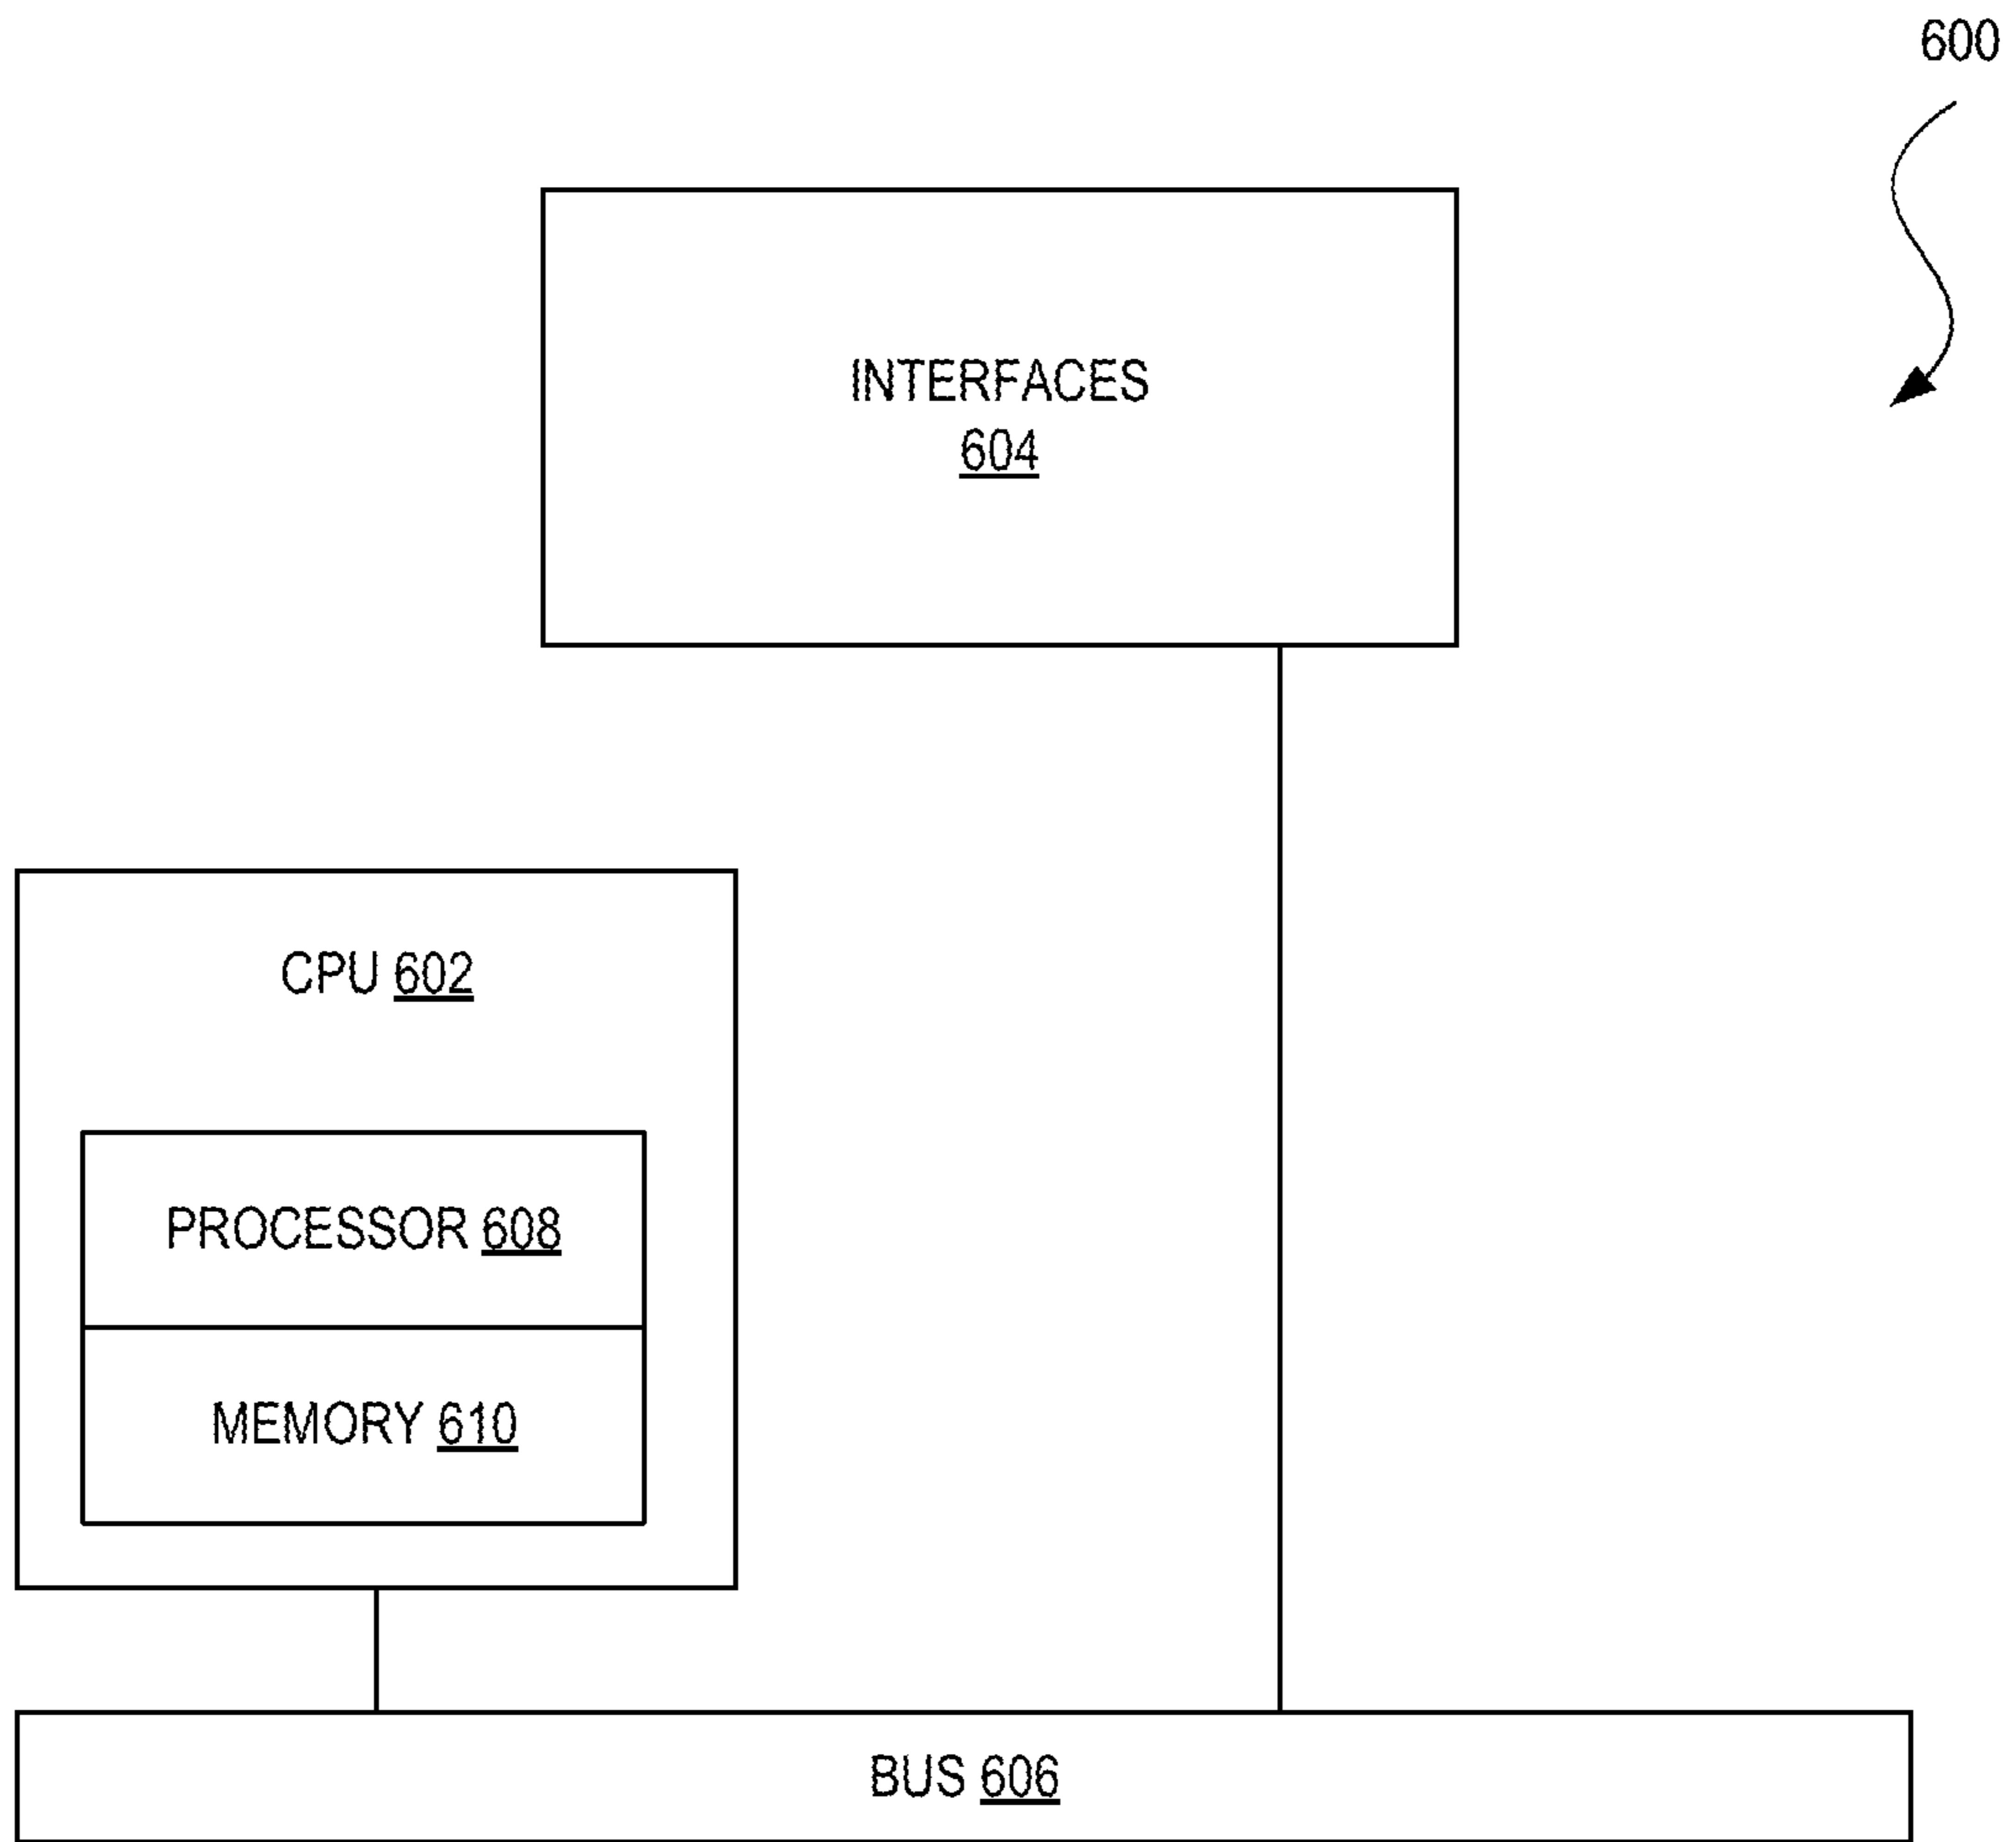 600
INTERFACES
604
CPU 602
PROCESSOR 608
MEMORY 610
BUS 606